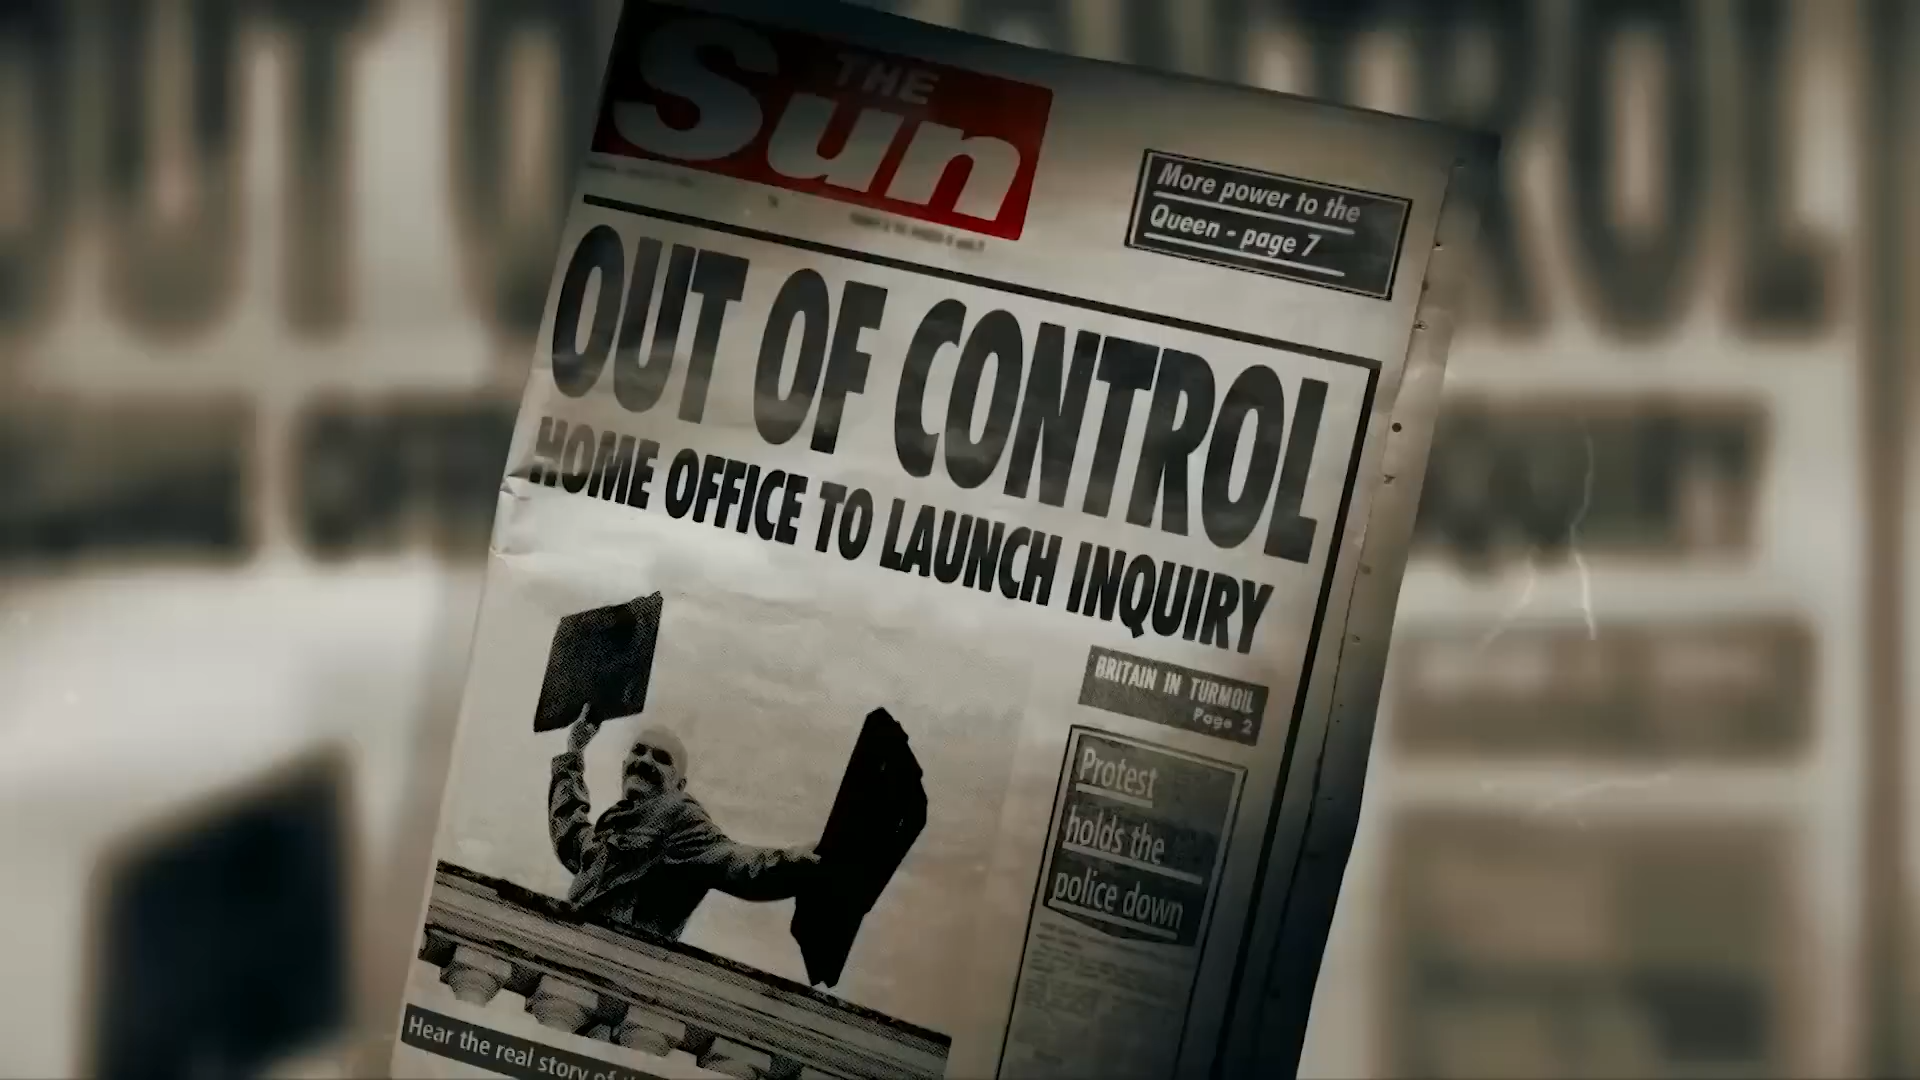 THE
Sun
More power to the
Queen - page 7
OUT OF CONTROL
HOME OFFICE TO LAUNCH INQUIRY
BRITAIN IN TURMOIL
Page 2
Protest
holds the
police down
Hear the real story of